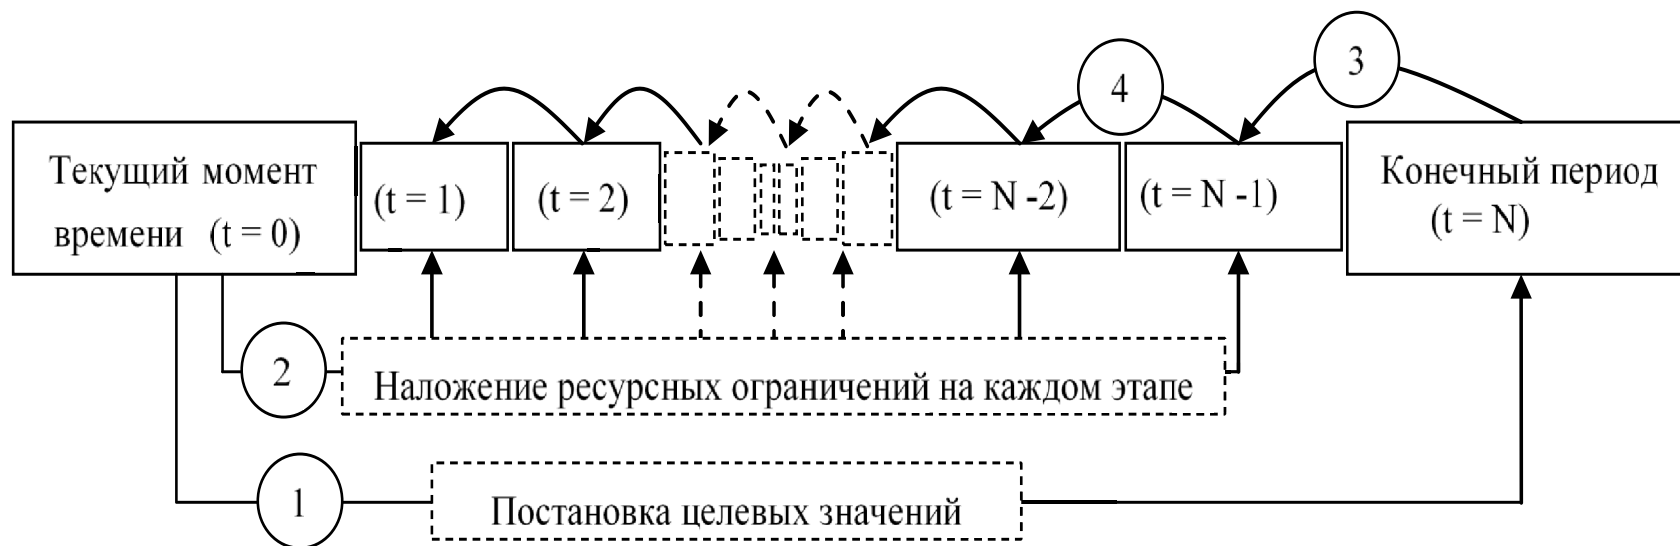 3
4
Текущий момент
времени (t = 0)
(t = 1)
(t = 2)
(t = N -2)
(t = N -1)
Конечный период
(t = N)
2
Наложение ресурсных ограничений на каждом этапе
1
Постановка целевых значений